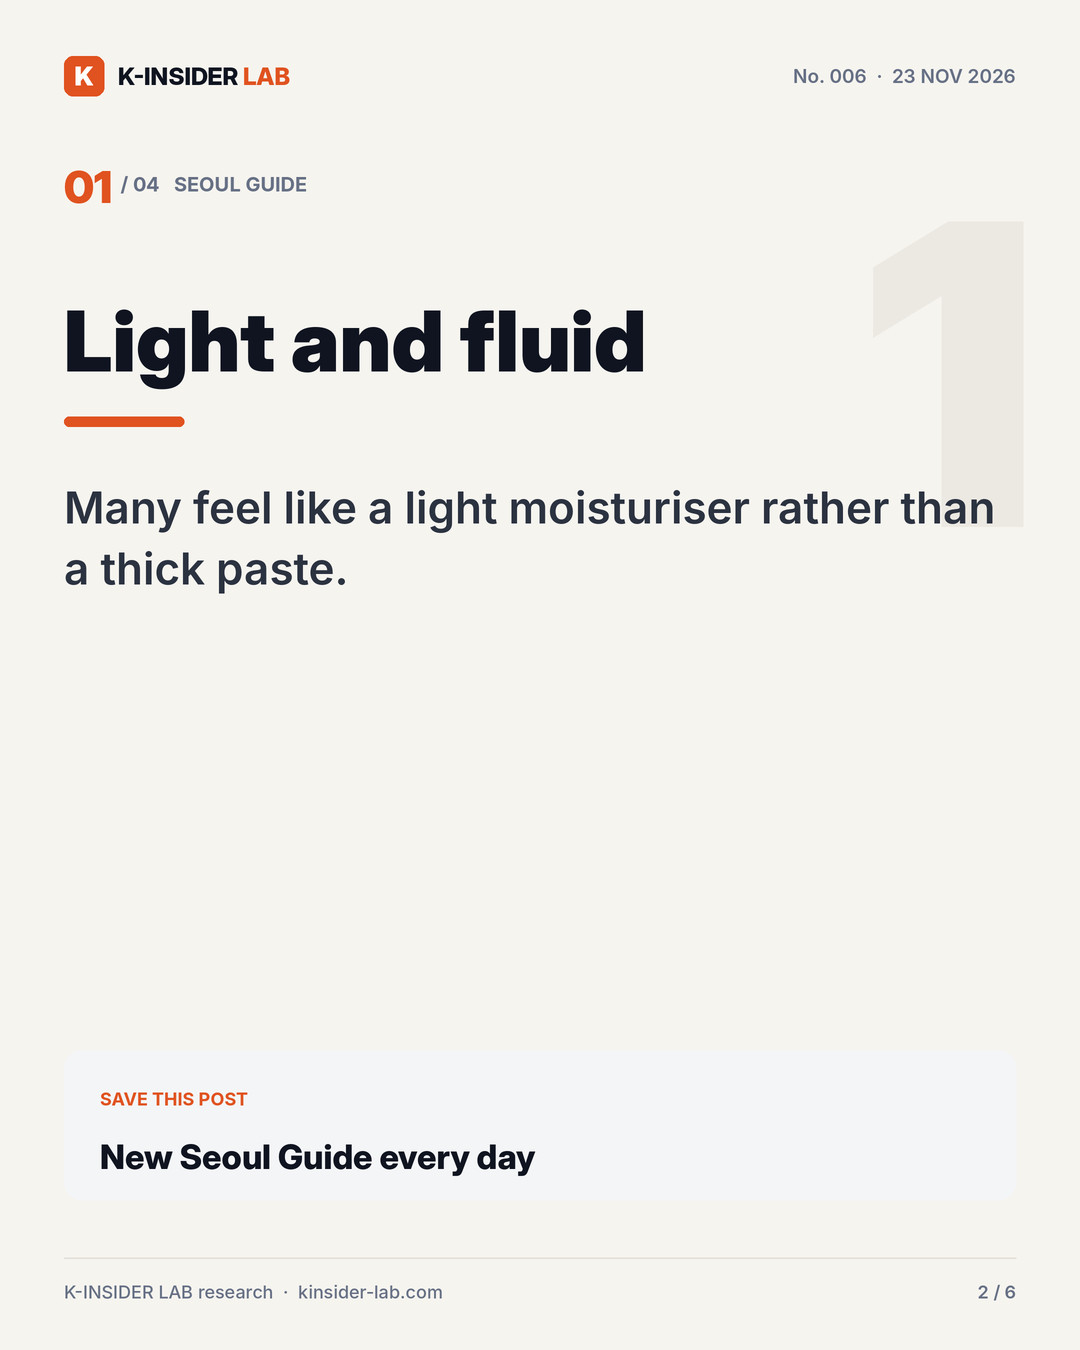 K K-INSIDER LAB
No. 006 · 23 NOV 2026
01 / 04 SEOUL GUIDE
1
Light and fluid
Many feel like a light moisturiser rather than
a thick paste.
SAVE THIS POST
New Seoul Guide every day
K-INSIDER LAB research · kinsider-lab.com
2 / 6